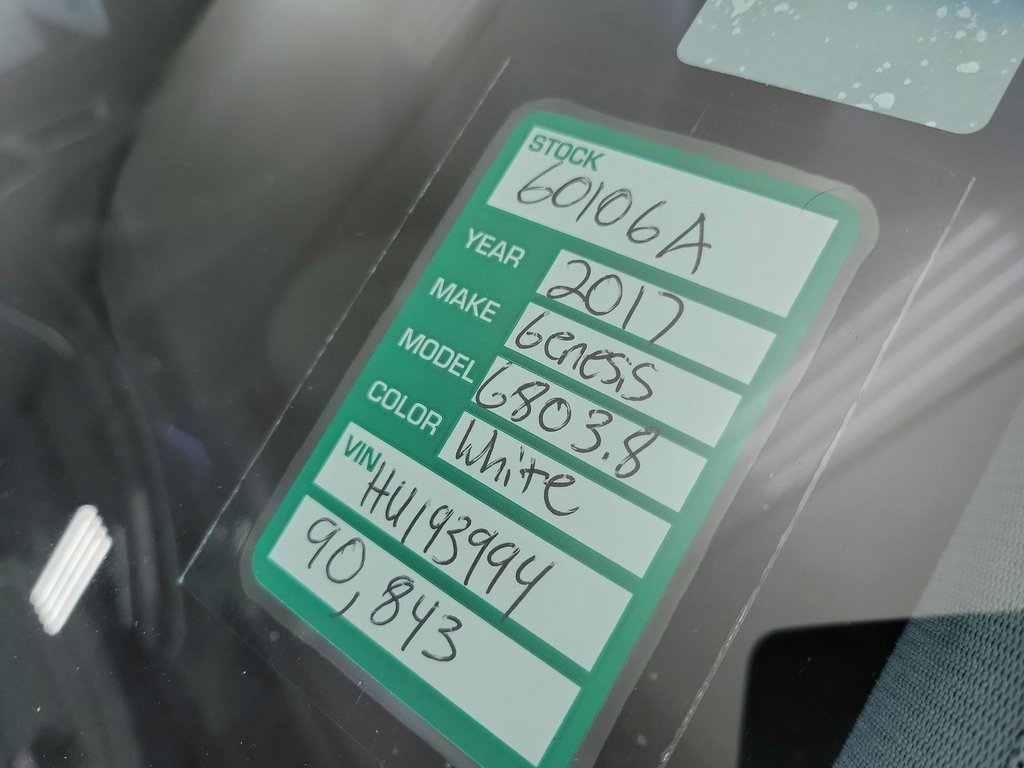 STOCK
60106A
YEAR 2017
MAKE Genesis
MODEL G803.8
COLOR White
VIN HU193994
90,843